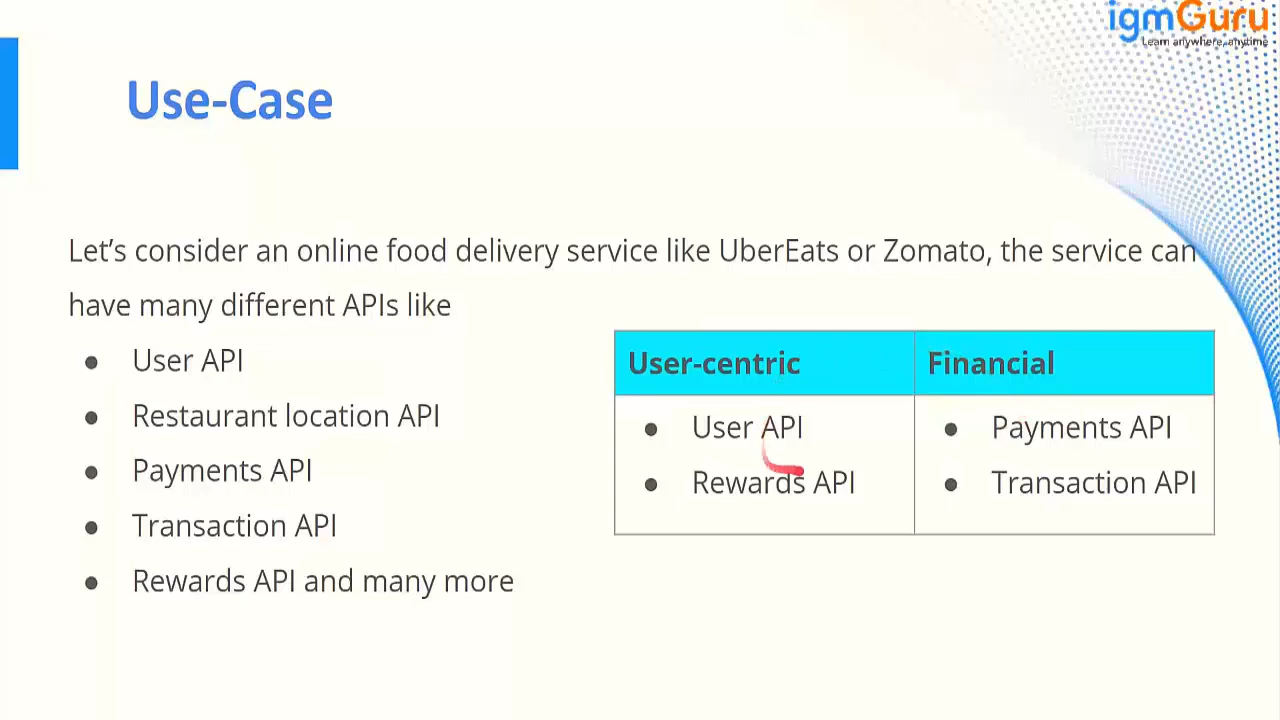 igmGuru
Learn anywhere, anytime
Use-Case
Let's consider an online food delivery service like UberEats or Zomato, the service can
have many different APIs like
● User API
● Restaurant location API
● Payments API
● Transaction API
● Rewards API and many more
User-centric
Financial
● User API
● Rewards API
● Payments API
● Transaction API